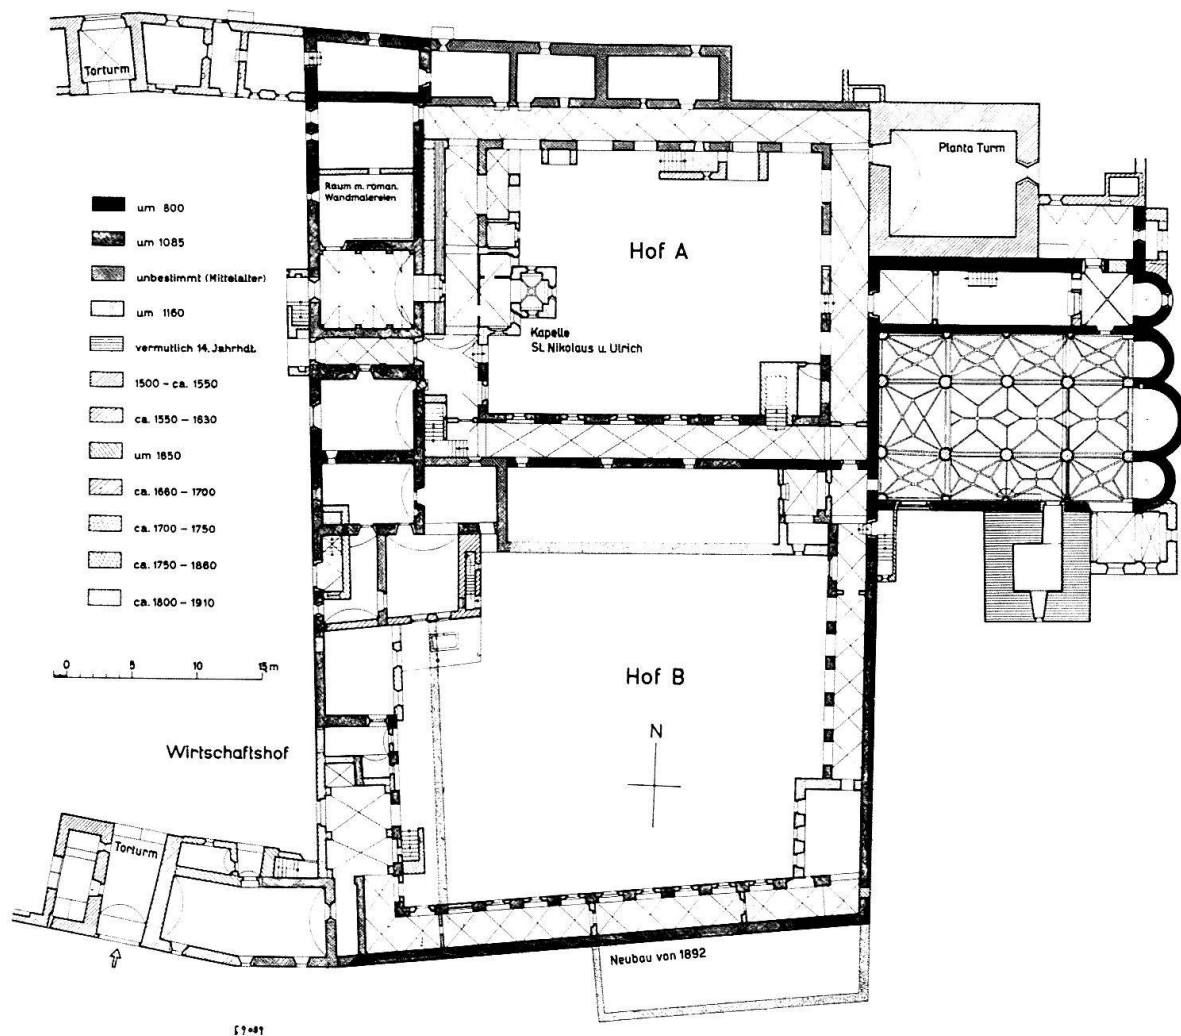 Torturm
Planta Turm
Raum m. roman.
Wandmalereien
um 800
um 1085
unbestimmt (Mittelalter)
um 1160
vermutlich 14. Jahrhdt.
1500 – ca. 1550
ca. 1550 – 1630
um 1650
ca. 1660 – 1700
ca. 1700 – 1750
ca. 1750 – 1860
ca. 1800 – 1910
Hof A
Kapelle
St. Nikolaus u. Ulrich
0 5 10 15 m
Hof B
N
Wirtschaftshof
Torturm
Neubau von 1892